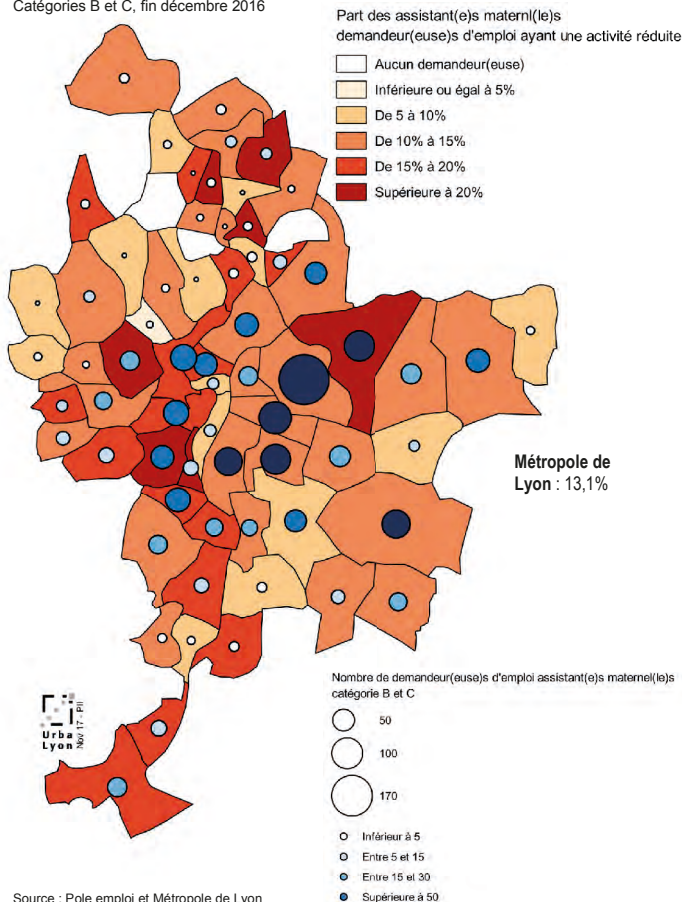 Catégories B et C, fin décembre 2016
Part des assistant(e)s maternl(le)s
demandeur(euse)s d'emploi ayant une activité réduite
Aucun demandeur(euse)
Inférieure ou égal à 5%
De 5 à 10%
De 10% à 15%
De 15% à 20%
Supérieure à 20%
Métropole de
Lyon : 13,1%
Nombre de demandeur(euse)s d'emploi assistant(e)s maternel(le)s
catégorie B et C
50
100
170
Inférieur à 5
Entre 5 et 15
Entre 15 et 30
Supérieure à 50
Urba
Lyon
Nov 17 - PII
Source : Pole emploi et Métropole de Lyon